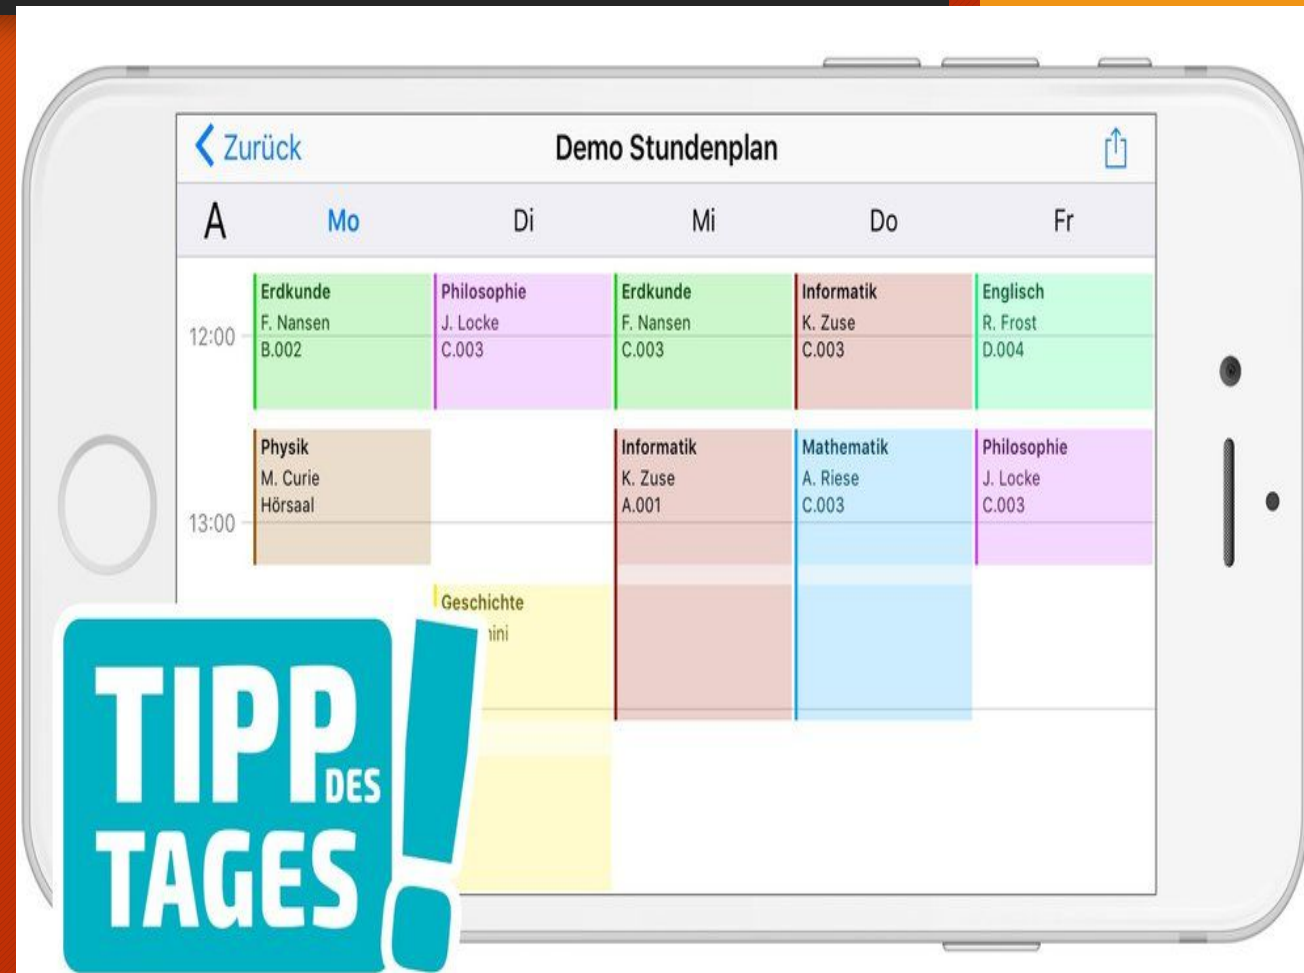 Zurück
Demo Stundenplan
A Mo Di Mi Do Fr
12:00
13:00
Erdkunde
F. Nansen
B.002
Physik
M. Curie
Hörsaal
Philosophie
J. Locke
C.003
Geschichte
Erdkunde
F. Nansen
C.003
Informatik
K. Zuse
A.001
Informatik
K. Zuse
C.003
Mathematik
A. Riese
C.003
Englisch
R. Frost
D.004
Philosophie
J. Locke
C.003
TIPP
DES
TAGES!